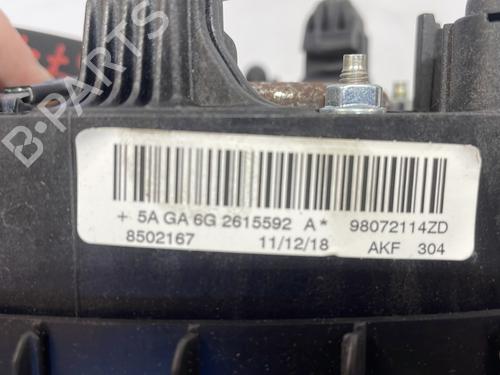 B-PARTS
+ 5A GA 6G 2615592 A* 98072114ZD
8502167 11/12/18 AKF 304